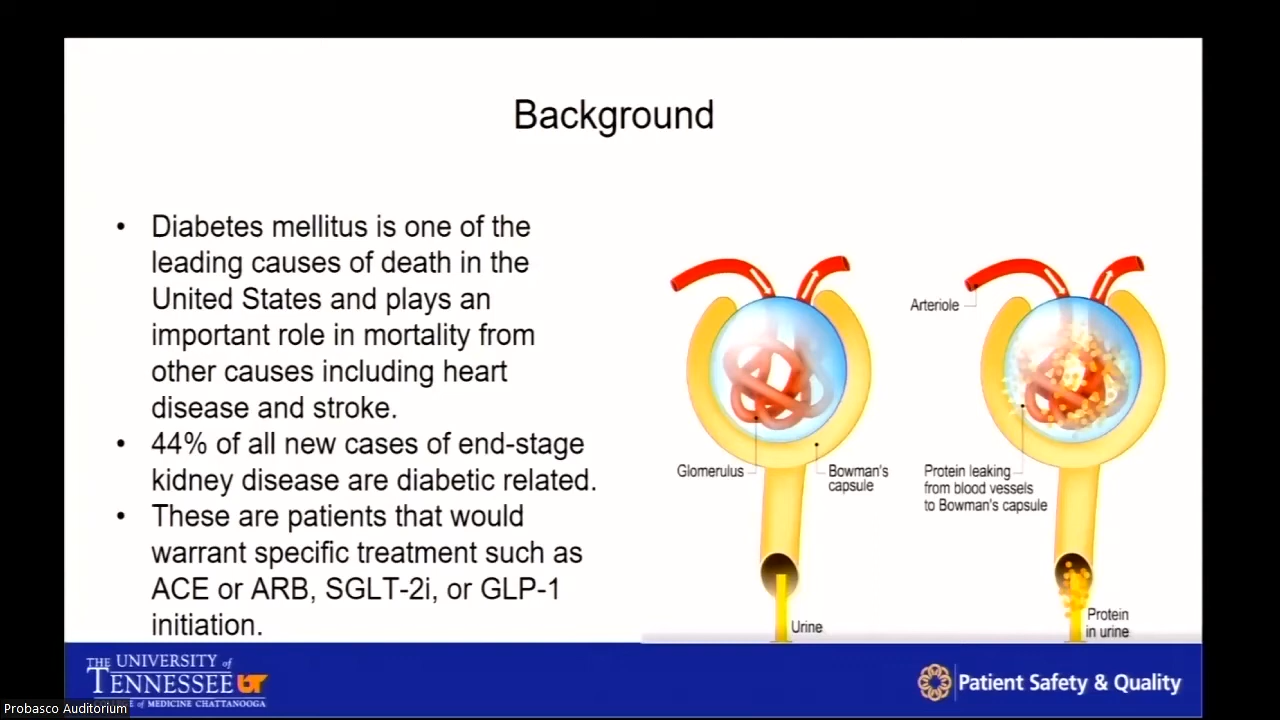 Background
• Diabetes mellitus is one of the
leading causes of death in the
United States and plays an
important role in mortality from
other causes including heart
disease and stroke.
• 44% of all new cases of end-stage
kidney disease are diabetic related.
• These are patients that would
warrant specific treatment such as
ACE or ARB, SGLT-2i, or GLP-1
initiation.
Glomerulus
Bowman's
capsule
Urine
Arteriole
Protein leaking
from blood vessels
to Bowman's capsule
Protein
in urine
THE UNIVERSITY of
TENNESSEE UT
of MEDICINE CHATTANOOGA
Patient Safety & Quality
Probasco Auditorium